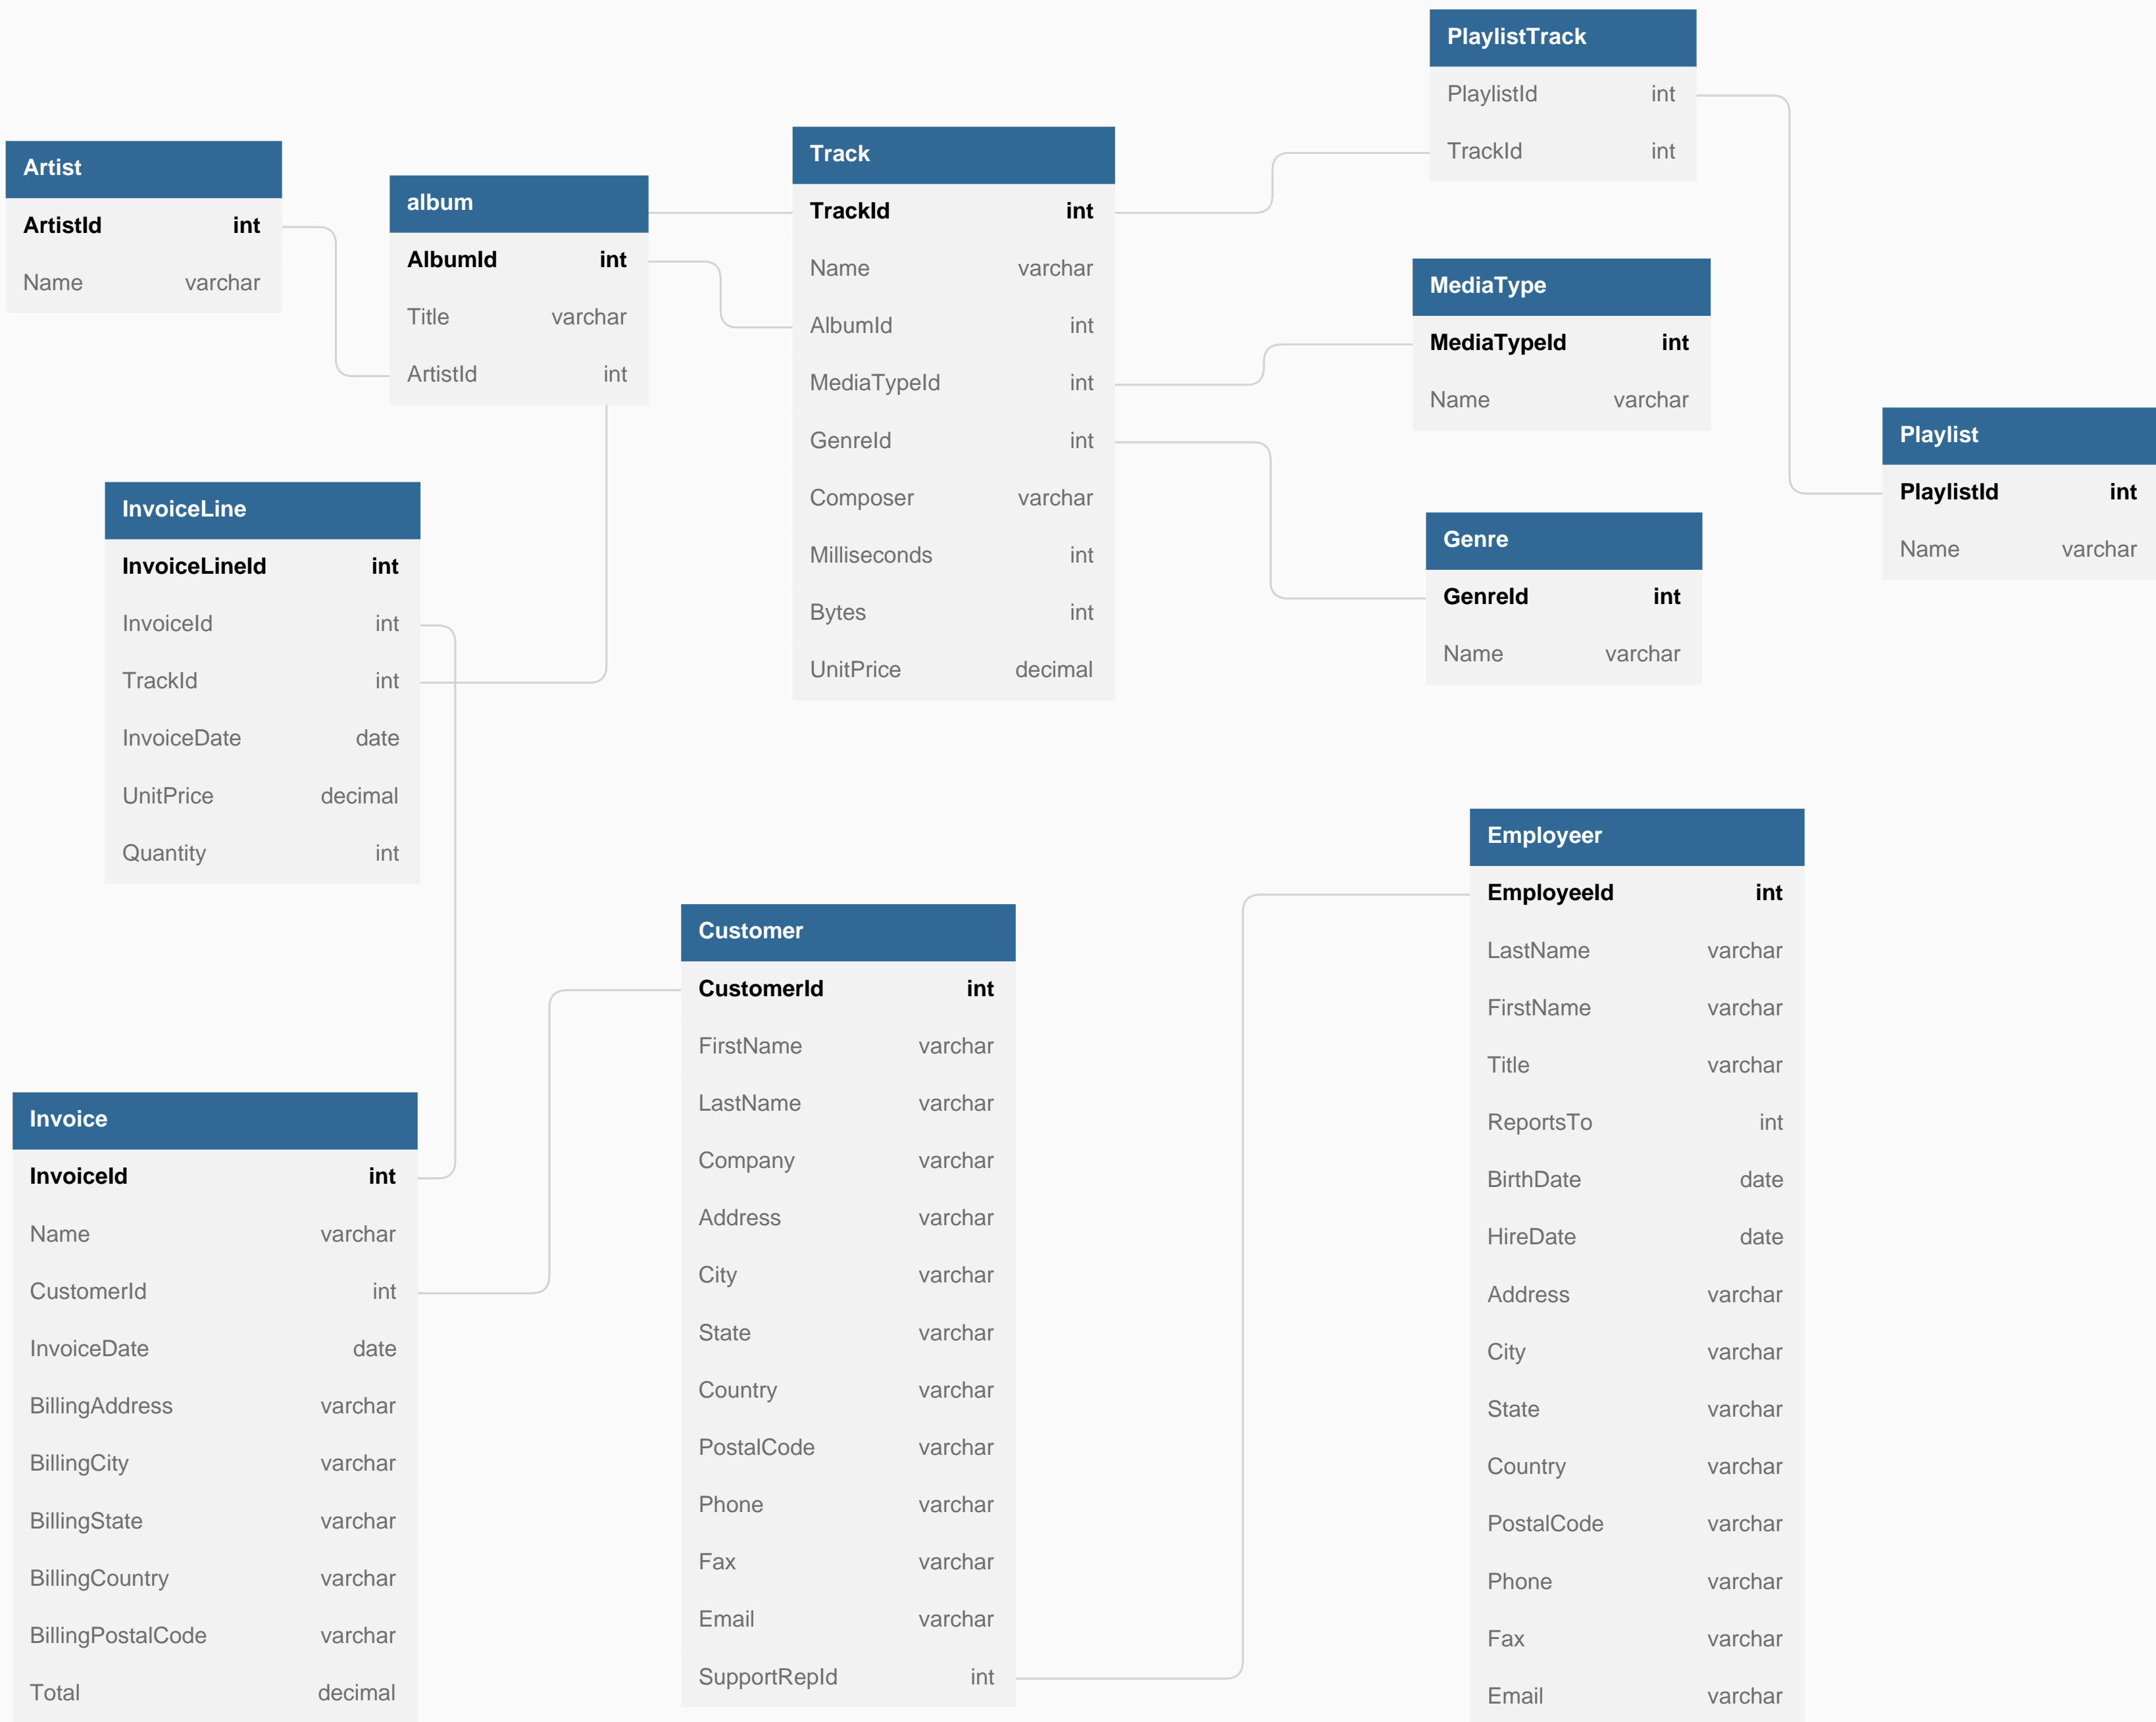 PlaylistTrack
PlaylistId int
TrackId int
Artist
ArtistId int
Name varchar
album
AlbumId int
Title varchar
ArtistId int
Track
TrackId int
Name varchar
AlbumId int
MediaTypeId int
GenreId int
Composer varchar
Milliseconds int
Bytes int
UnitPrice decimal
MediaType
MediaTypeId int
Name varchar
Playlist
PlaylistId int
Name varchar
Genre
GenreId int
Name varchar
InvoiceLine
InvoiceLineId int
InvoiceId int
TrackId int
InvoiceDate date
UnitPrice decimal
Quantity int
Employeer
EmployeeId int
LastName varchar
FirstName varchar
Title varchar
ReportsTo int
BirthDate date
HireDate date
Address varchar
City varchar
State varchar
Country varchar
PostalCode varchar
Phone varchar
Fax varchar
Email varchar
Customer
CustomerId int
FirstName varchar
LastName varchar
Company varchar
Address varchar
City varchar
State varchar
Country varchar
PostalCode varchar
Phone varchar
Fax varchar
Email varchar
SupportRepId int
Invoice
InvoiceId int
Name varchar
CustomerId int
InvoiceDate date
BillingAddress varchar
BillingCity varchar
BillingState varchar
BillingCountry varchar
BillingPostalCode varchar
Total decimal